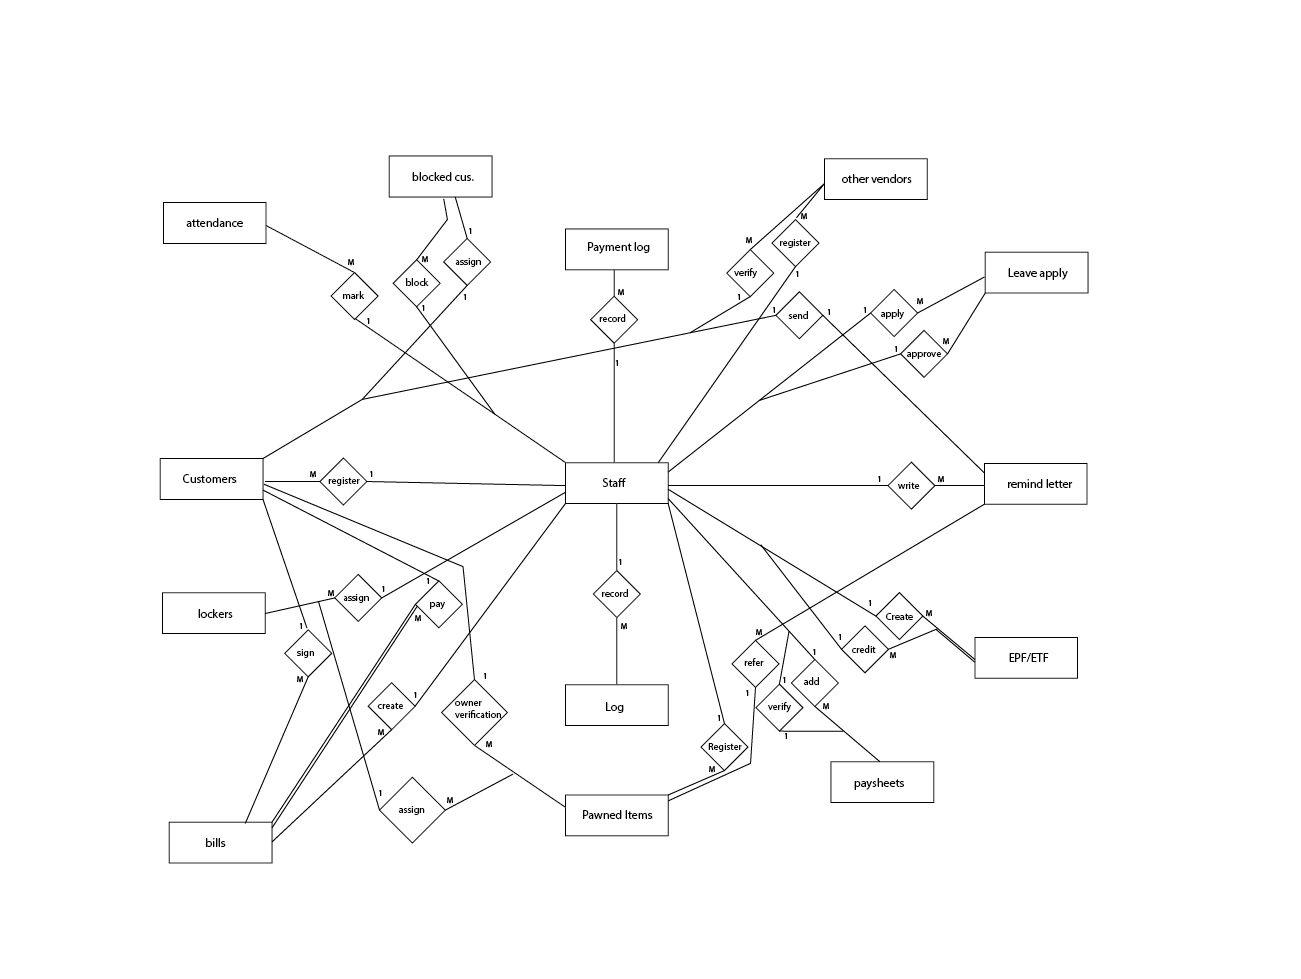 blocked cus.
other vendors
attendance
Payment log
Leave apply
M
1
assign
1
M
block
1
M
mark
1
M
record
1
M
verify
1
M
register
1
1
send
1
1
apply
M
1
approve
M
Customers
M
register
1
Staff
1
write
M
remind letter
lockers
M
assign
1
1
pay
M
1
sign
M
1
record
M
Log
1
Create
M
1
credit
M
EPF/ETF
M
refer
1
1
add
M
1
verify
1
paysheets
create
1
M
1
owner
verification
M
1
Register
M
1
assign
M
Pawned Items
bills